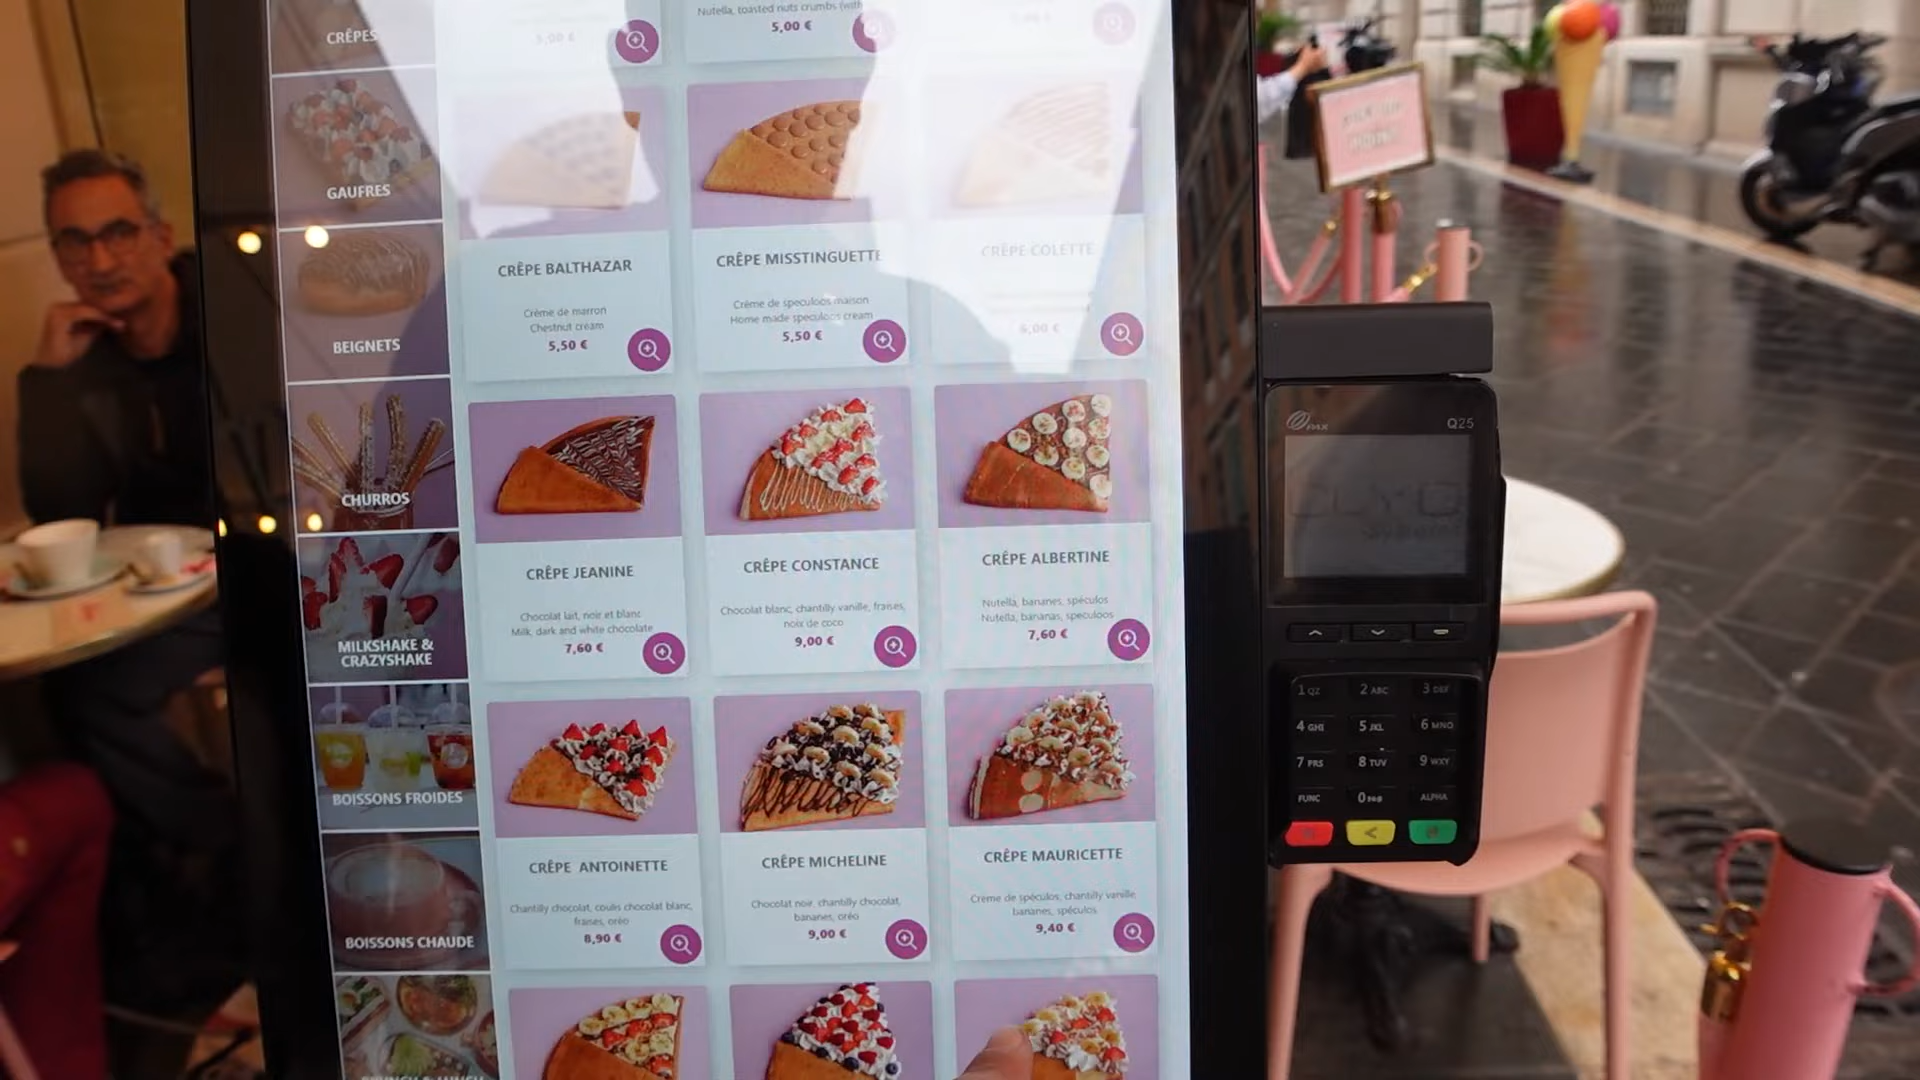 CRÊPES
GAUFRES
BEIGNETS
CHURROS
MILKSHAKE &
CRAZYSHAKE
BOISSONS FROIDES
BOISSONS CHAUDE
5,00 €
Nutella, toasted nuts crumbs (with
5,00 €
CRÊPE BALTHAZAR
Crème de marron
Chestnut cream
5,50 €
CRÊPE MISSTINGUETTE
Crème de speculoos maison
Home made speculoos cream
5,50 €
CRÊPE COLETTE
6,00 €
CRÊPE JEANINE
Chocolat lait, noir et blanc
Milk, dark and white chocolate
7,60 €
CRÊPE CONSTANCE
Chocolat blanc, chantilly vanille, fraises,
noix de coco
9,00 €
CRÊPE ALBERTINE
Nutella, bananes, spéculos
Nutella, bananas, speculoos
7,60 €
CRÊPE ANTOINETTE
Chantilly chocolat, coulis chocolat blanc,
fraises, oréo
8,90 €
CRÊPE MICHELINE
Chocolat noir, chantilly chocolat,
bananes, oréo
9,00 €
CRÊPE MAURICETTE
Crème de spéculos, chantilly vanille,
bananes, spéculos
9,40 €
PAX
Q25
1 QZ 2 ABC 3 DEF
4 GHI 5 JKL 6 MNO
7 PRS 8 TUV 9 WXY
FUNC 0 ALPHA